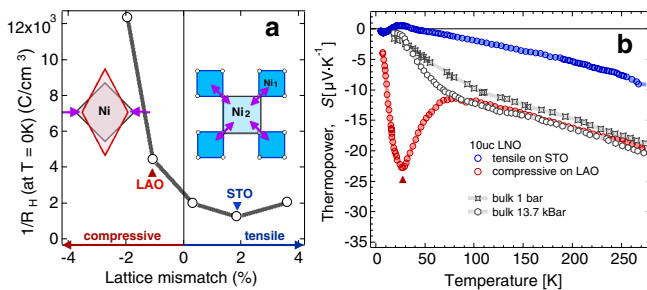 12x10³
10
8
6
4
2
0
1/R_H (at T = 0K) (C/cm³)
a
Ni
Ni₁
Ni₂
LAO
STO
compressive
tensile
-4 -2 0 2 4
Lattice mismatch (%)
b
0
-5
-10
-15
-20
-25
-30
-35
Thermopower, S[μV·K⁻¹]
10uc LNO
tensile on STO
compressive on LAO
bulk 1 bar
bulk 13.7 kBar
0 50 100 150 200 250
Temperature [K]